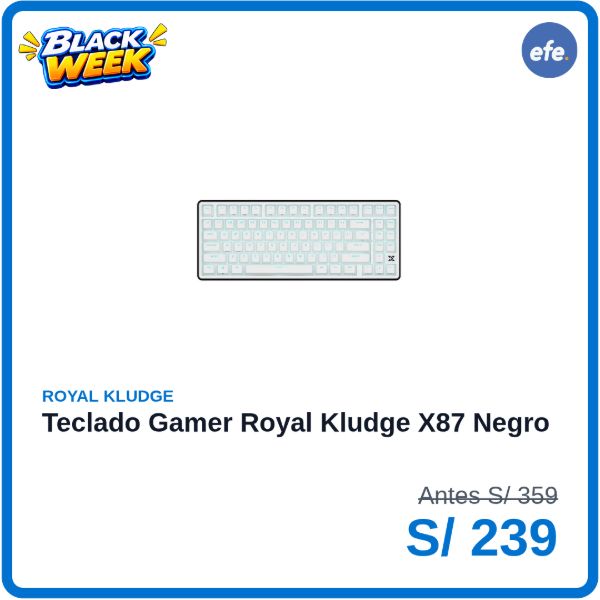 BLACK
WEEK
efe.
ROYAL KLUDGE
Teclado Gamer Royal Kludge X87 Negro
Antes S/ 359
S/ 239